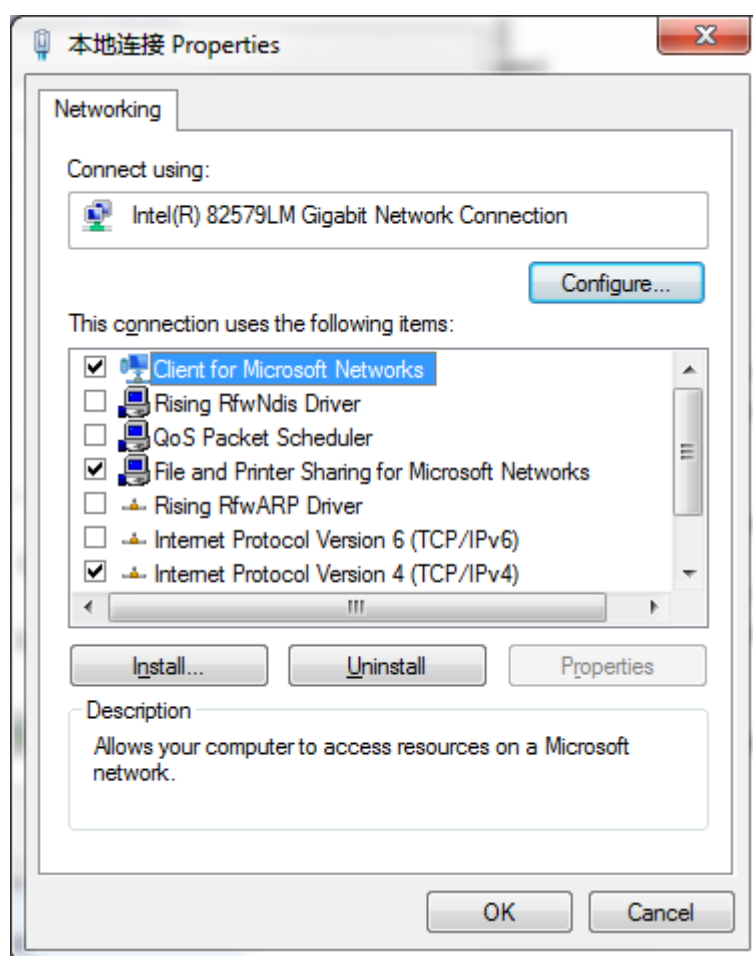 本地连接 Properties
Networking
Connect using:
Intel(R) 82579LM Gigabit Network Connection
Configure...
This connection uses the following items:
Client for Microsoft Networks
Rising RfwNdis Driver
QoS Packet Scheduler
File and Printer Sharing for Microsoft Networks
Rising RfwARP Driver
Internet Protocol Version 6 (TCP/IPv6)
Internet Protocol Version 4 (TCP/IPv4)
Install... Uninstall Properties
Description
Allows your computer to access resources on a Microsoft
network.
OK Cancel